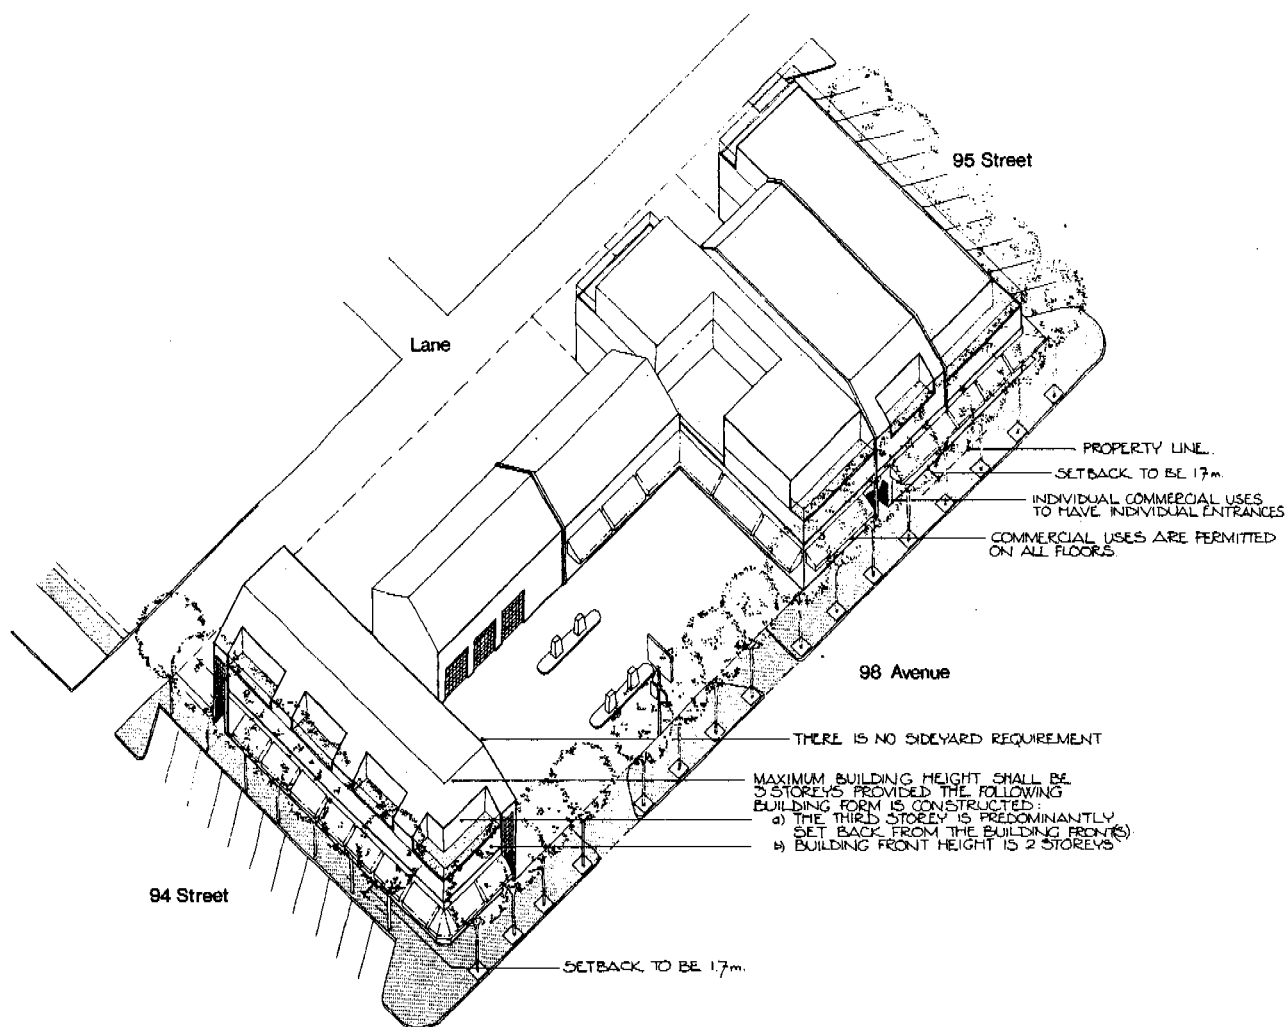 95 Street
Lane
PROPERTY LINE.
SETBACK TO BE 1.7m.
INDIVIDUAL COMMERCIAL USES
TO HAVE INDIVIDUAL ENTRANCES
COMMERCIAL USES ARE PERMITTED
ON ALL FLOORS.
98 Avenue
THERE IS NO SIDEYARD REQUIREMENT
MAXIMUM BUILDING HEIGHT SHALL BE
3 STOREYS PROVIDED THE FOLLOWING
BUILDING FORM IS CONSTRUCTED:
a) THE THIRD STOREY IS PREDOMINANTLY
SET BACK FROM THE BUILDING FRONT(S).
b) BUILDING FRONT HEIGHT IS 2 STOREYS
94 Street
SETBACK TO BE 1.7m.